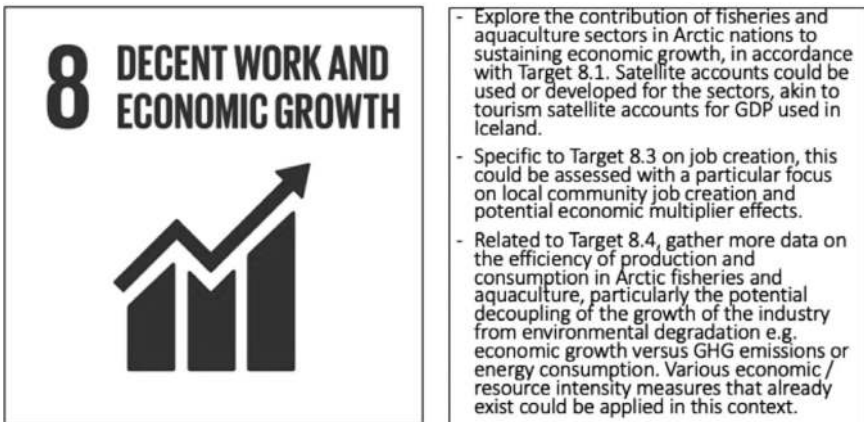 8 DECENT WORK AND
ECONOMIC GROWTH
- Explore the contribution of fisheries and
aquaculture sectors in Arctic nations to
sustaining economic growth, in accordance
with Target 8.1. Satellite accounts could be
used or developed for the sectors, akin to
tourism satellite accounts for GDP used in
Iceland.
- Specific to Target 8.3 on job creation, this
could be assessed with a particular focus
on local community job creation and
potential economic multiplier effects.
- Related to Target 8.4, gather more data on
the efficiency of production and
consumption in Arctic fisheries and
aquaculture, particularly the potential
decoupling of the growth of the industry
from environmental degradation e.g.
economic growth versus GHG emissions or
energy consumption. Various economic /
resource intensity measures that already
exist could be applied in this context.